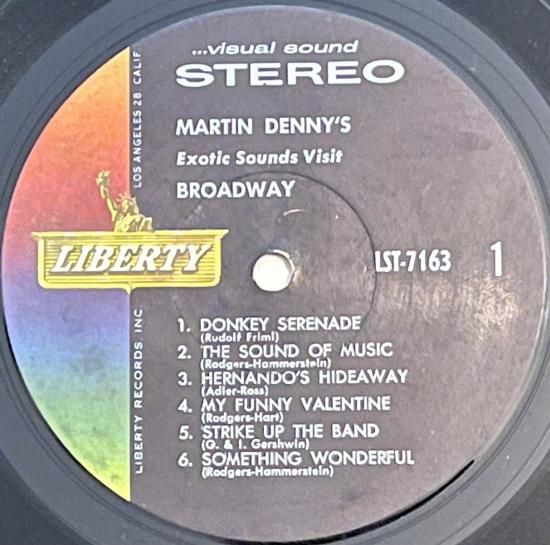 ...visual sound
STEREO
MARTIN DENNY'S
Exotic Sounds Visit
BROADWAY
LOS ANGELES 28 CALIF
LIBERTY
LIBERTY RECORDS INC
LST-7163 1
1. DONKEY SERENADE
(Rudolf Friml)
2. THE SOUND OF MUSIC
(Rodgers-Hammerstein)
3. HERNANDO'S HIDEAWAY
(Adler-Ross)
4. MY FUNNY VALENTINE
(Rodgers-Hart)
5. STRIKE UP THE BAND
(G. & I. Gershwin)
6. SOMETHING WONDERFUL
(Rodgers-Hammerstein)